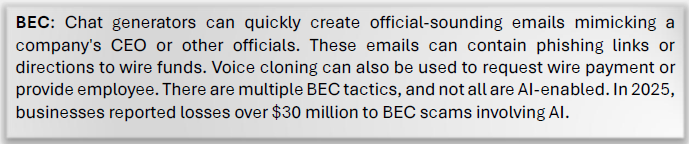 BEC: Chat generators can quickly create official-sounding emails mimicking a
company's CEO or other officials. These emails can contain phishing links or
directions to wire funds. Voice cloning can also be used to request wire payment or
provide employee. There are multiple BEC tactics, and not all are AI-enabled. In 2025,
businesses reported losses over $30 million to BEC scams involving AI.